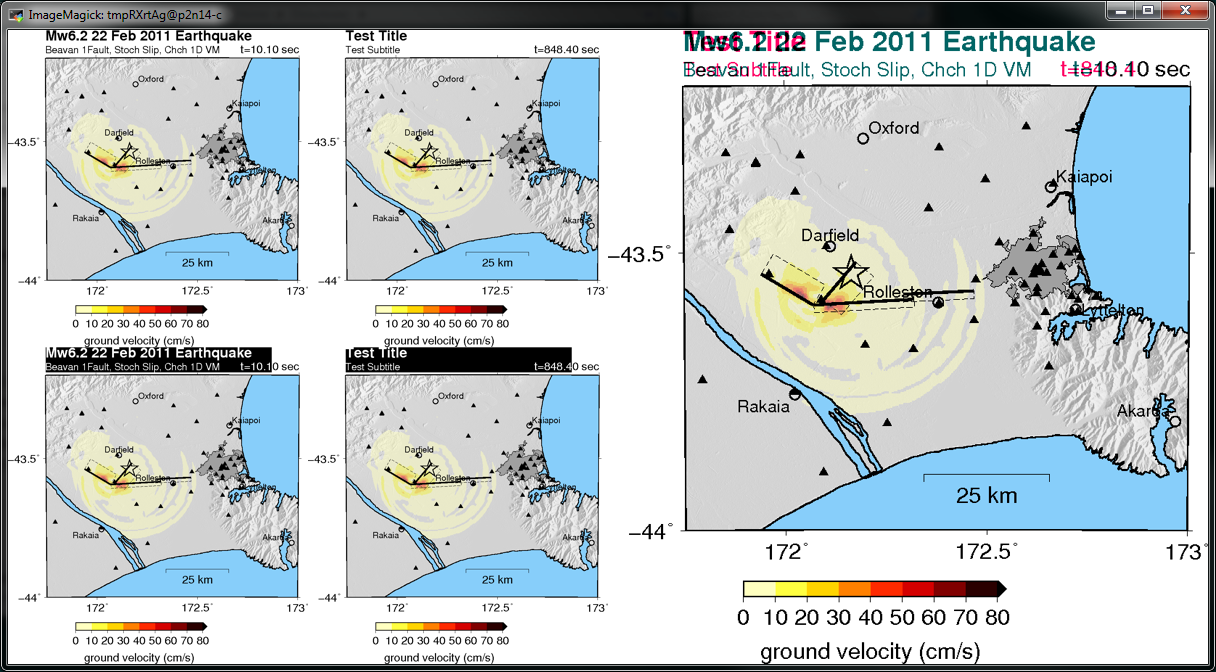 ImageMagick: tmpRXrtAg@p2n14-c
Mw6.2 22 Feb 2011 Earthquake
Beavan 1Fault, Stoch Slip, Chch 1D VM t=10.10 sec
Oxford
Kaiapoi
Darfield
-43.5°
Rolleston
Lyttelton
Rakaia
Akaroa
25 km
-44°
172° 172.5° 173°
0 10 20 30 40 50 60 70 80
ground velocity (cm/s)
Test Title
Test Subtitle t=848.40 sec
Oxford
Kaiapoi
Darfield
-43.5°
Rolleston
Lyttelton
Rakaia
Akaroa
25 km
-44°
172° 172.5° 173°
0 10 20 30 40 50 60 70 80
ground velocity (cm/s)
Mw6.2 22 Feb 2011 Earthquake
Beavan 1Fault, Stoch Slip, Chch 1D VM t=10.10 sec
Oxford
Kaiapoi
Darfield
-43.5°
Rolleston
Lyttelton
Rakaia
Akaroa
25 km
-44°
172° 172.5° 173°
0 10 20 30 40 50 60 70 80
ground velocity (cm/s)
Test Title
Test Subtitle t=848.40 sec
Oxford
Kaiapoi
Darfield
-43.5°
Rolleston
Lyttelton
Rakaia
Akaroa
25 km
-44°
172° 172.5° 173°
0 10 20 30 40 50 60 70 80
ground velocity (cm/s)
Test Title
Mw6.2 22 Feb 2011 Earthquake
Test Subtitle
Beavan 1Fault, Stoch Slip, Chch 1D VM t=10.10 sec
Oxford
Kaiapoi
Darfield
-43.5°
Rolleston
Lyttelton
Rakaia
Akaroa
25 km
-44°
172° 172.5° 173°
0 10 20 30 40 50 60 70 80
ground velocity (cm/s)